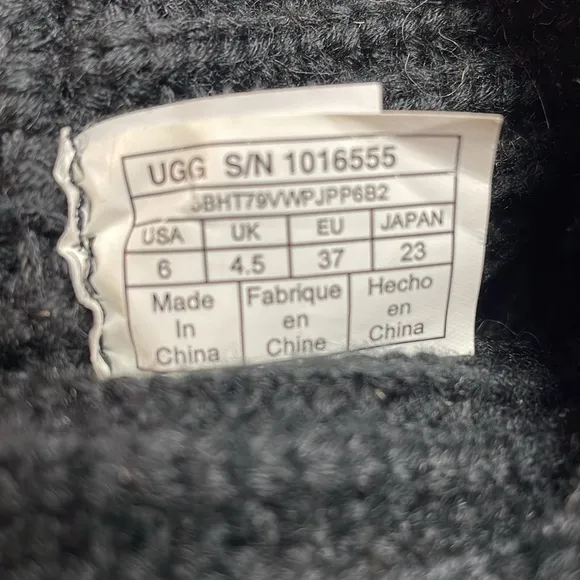 UGG S/N 1016555
USA UK EU JAPAN
6 4.5 37 23
Made Fabrique Hecho
In en en
China Chine China